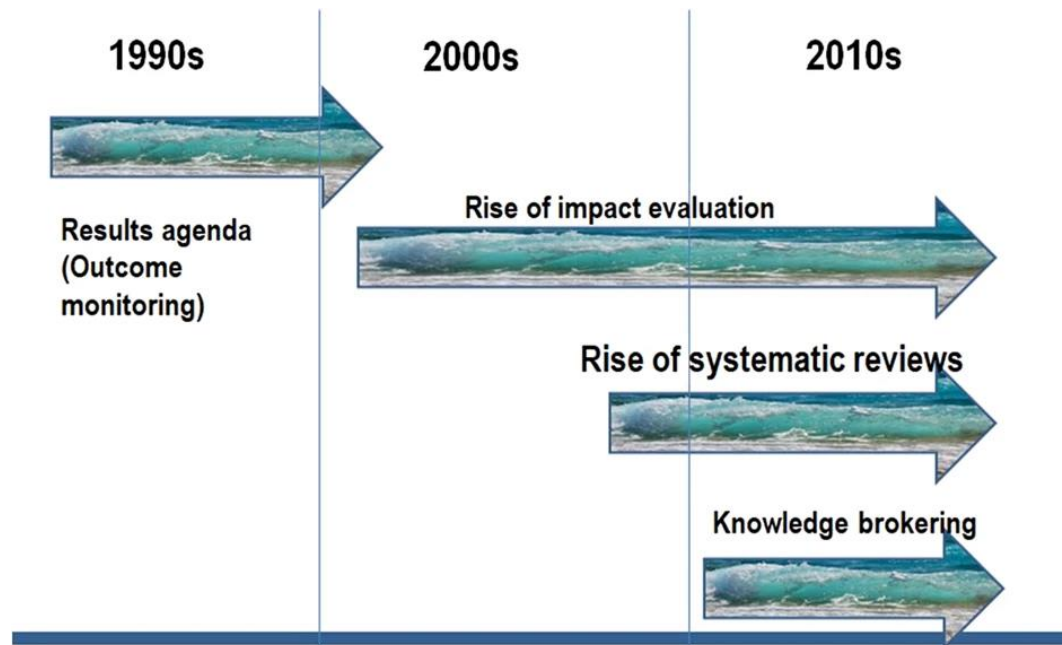 1990s
2000s
2010s
Results agenda
(Outcome
monitoring)
Rise of impact evaluation
Rise of systematic reviews
Knowledge brokering